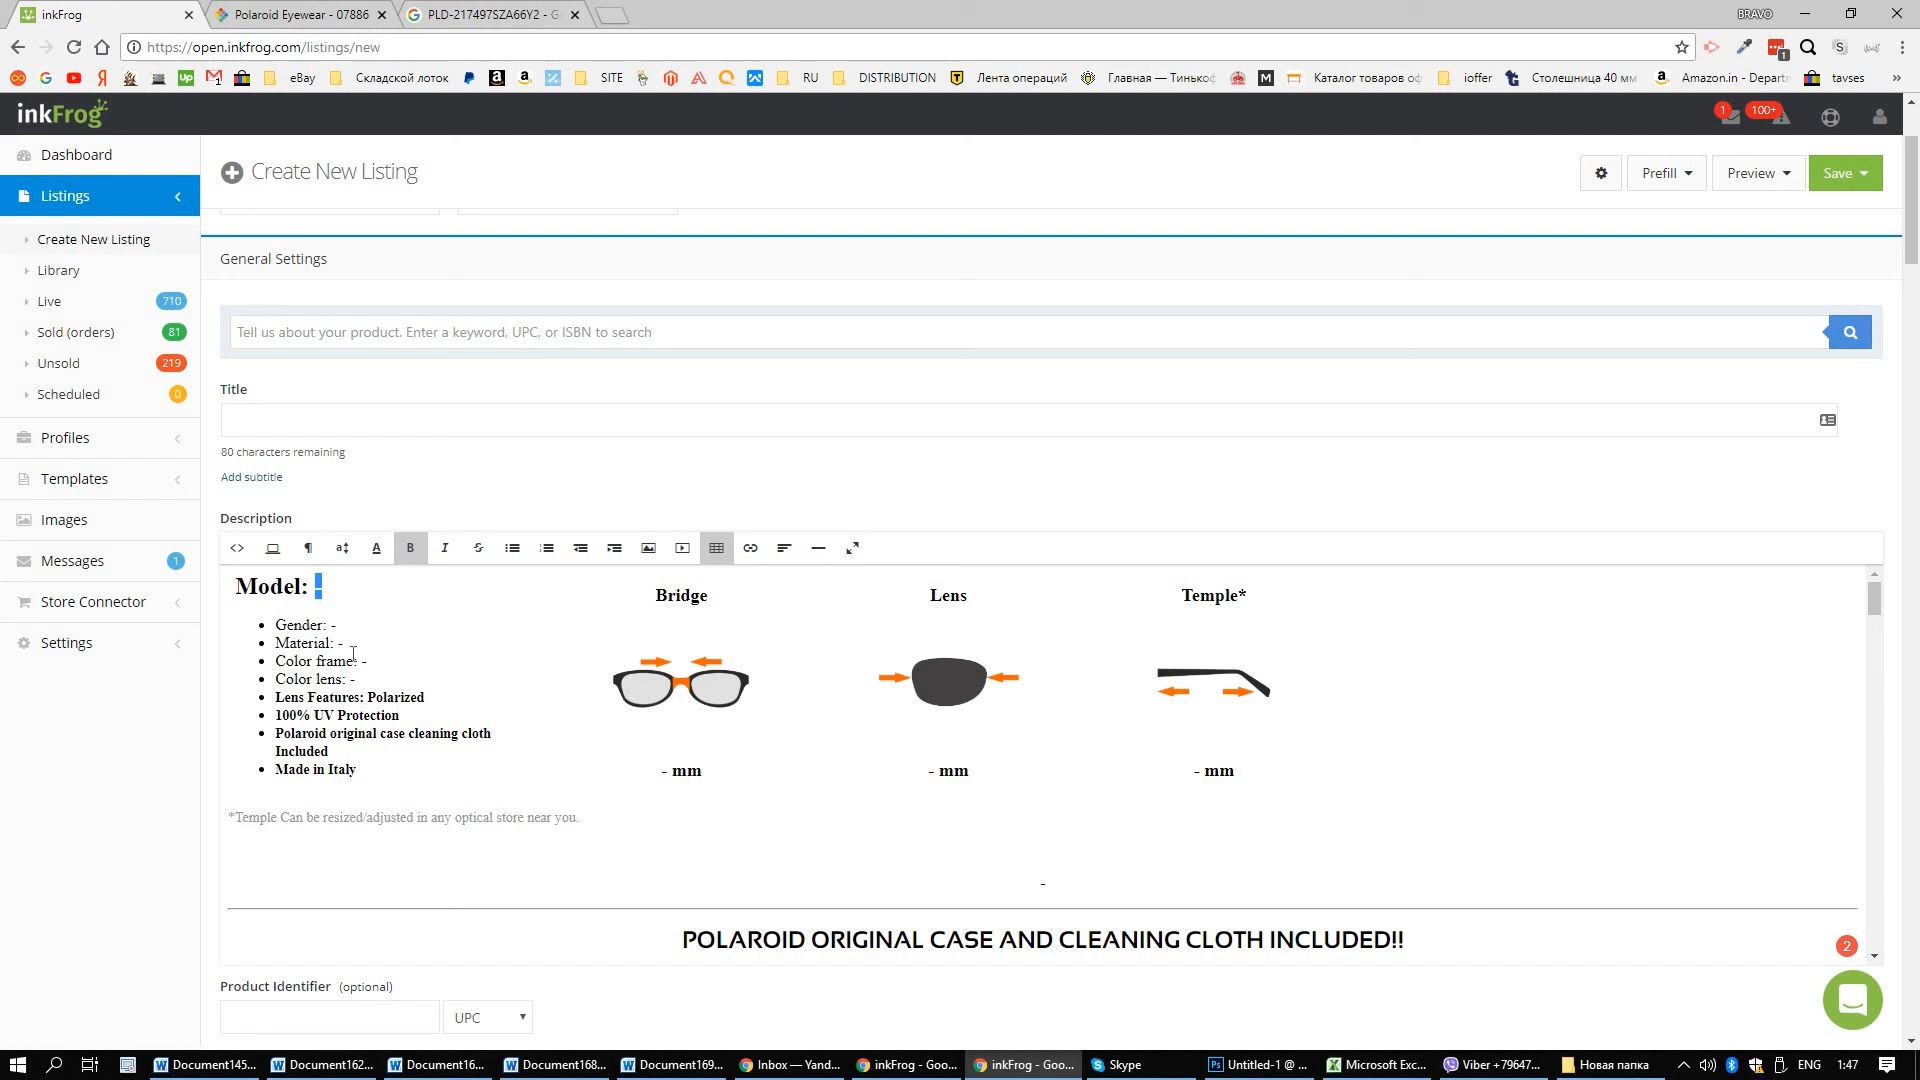 inkFrog
Polaroid Eyewear - 07886
PLD-217497SZA66Y2 - G
BRAVO
https://open.inkfrog.com/listings/new
eBay
Складской лоток
SITE
RU
DISTRIBUTION
Лента операций
Главная — Тинькоф
Каталог товаров оф
ioffer
Столешница 40 мм
Amazon.in - Depart
tavses
inkFrog
1
100+
Dashboard
Listings
Create New Listing
Library
Live
710
Sold (orders)
81
Unsold
219
Scheduled
0
Profiles
Templates
Images
Messages
1
Store Connector
Settings
Create New Listing
Prefill
Preview
Save
General Settings
Tell us about your product. Enter a keyword, UPC, or ISBN to search
Title
80 characters remaining
Add subtitle
Description
Model: -
Gender: -
Material: -
Color frame: -
Color lens: -
Lens Features: Polarized
100% UV Protection
Polaroid original case cleaning cloth
Included
Made in Italy
Bridge
Lens
Temple*
- mm
- mm
- mm
*Temple Can be resized/adjusted in any optical store near you.
-
POLAROID ORIGINAL CASE AND CLEANING CLOTH INCLUDED!!
2
Product Identifier (optional)
UPC
Document145...
Document162...
Document16...
Document168...
Document169...
Inbox — Yand...
inkFrog - Goo...
inkFrog - Goo...
Skype
Untitled-1 @ ...
Microsoft Exc...
Viber +79647...
Новая папка
ENG
1:47